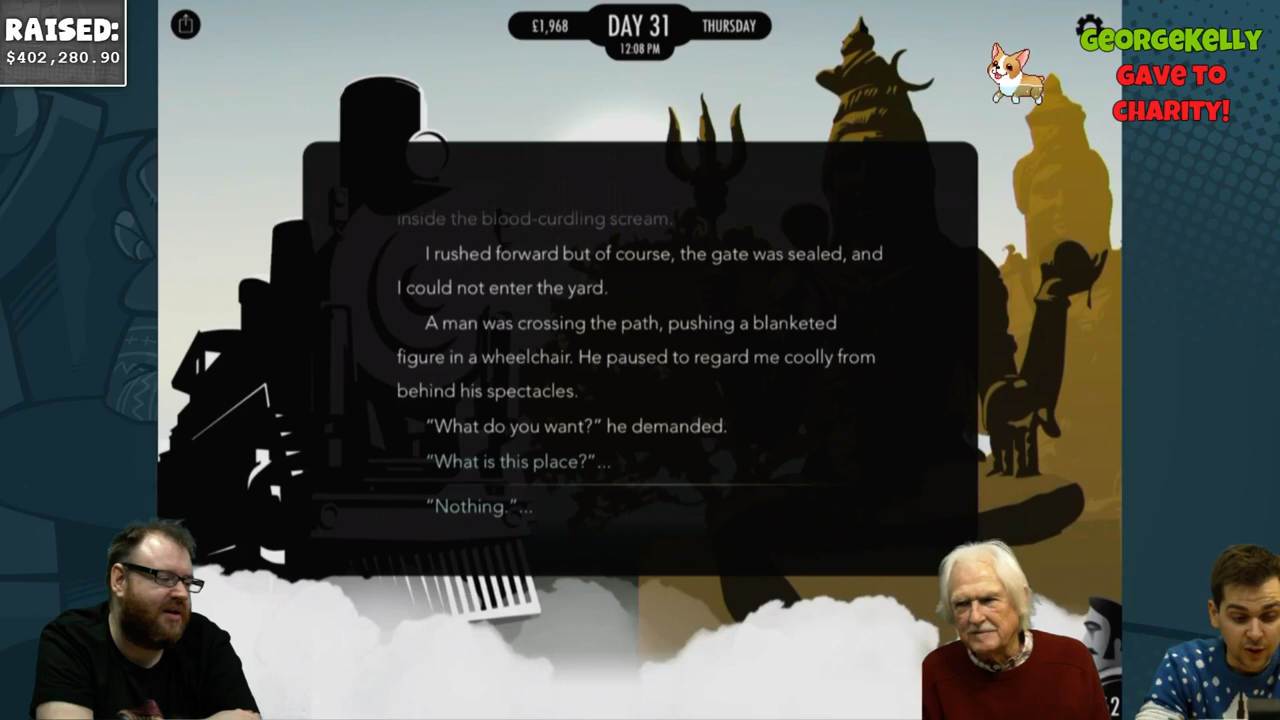 RAISED:
$402,280.90
£1,968
DAY 31
THURSDAY
12:08 PM
GEORGEKELLY
GAVE TO
CHARITY!
inside the blood-curdling scream.
I rushed forward but of course, the gate was sealed, and
I could not enter the yard.
A man was crossing the path, pushing a blanketed
figure in a wheelchair. He paused to regard me coolly from
behind his spectacles.
“What do you want?” he demanded.
“What is this place?”...
“Nothing.”...